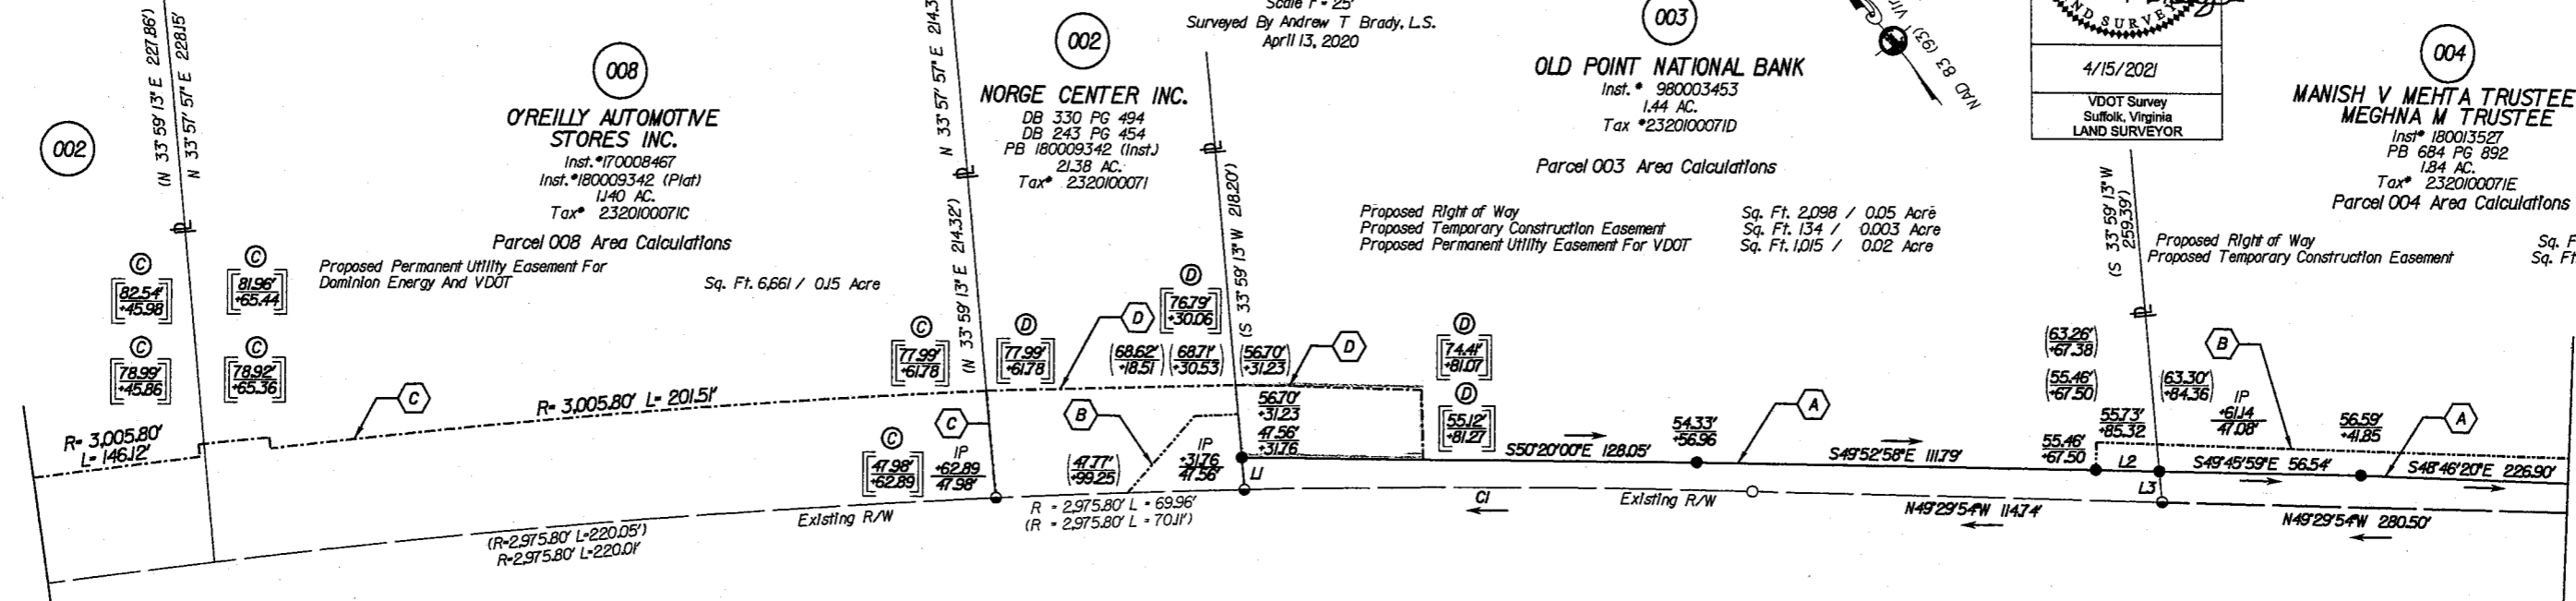 (N 33°59'13" E 227.86')
N 33°57'57" E 228.15'
002
008
O'REILLY AUTOMOTIVE
STORES INC.
Inst.#170008467
Inst.#180009342 (Plat)
1.140 AC.
Tax# 2320100071C
Parcel 008 Area Calculations
Proposed Permanent Utility Easement For
Dominion Energy And VDOT Sq. Ft. 6,661 / 0.15 Acre
N 33°57'57" E 214.3
(N 33°59'13" E 214.32')
002
NORGE CENTER INC.
DB 330 PG 494
DB 243 PG 454
PB 180009342 (Inst.)
21.38 AC.
Tax# 2320100071
Scale 1" = 25'
Surveyed By Andrew T Brady, L.S.
April 13, 2020
(S 33°59'13" W 218.20')
003
OLD POINT NATIONAL BANK
Inst. # 980003453
1.44 AC.
Tax #2320100071D
Parcel 003 Area Calculations
Proposed Right of Way Sq. Ft. 2,098 / 0.05 Acre
Proposed Temporary Construction Easement Sq. Ft. 134 / 0.003 Acre
Proposed Permanent Utility Easement For VDOT Sq. Ft. 1,015 / 0.02 Acre
NAD 83 (93)
ND SURVEY
4/15/2021
VDOT Survey
Suffolk, Virginia
LAND SURVEYOR
004
MANISH V MEHTA TRUSTEE
MEGHNA M TRUSTEE
Inst# 180013527
PB 684 PG 892
1.84 AC.
Tax# 2320100071E
Parcel 004 Area Calculations
(S 33°59'13" W
259.39')
Proposed Right of Way Sq. F
Proposed Temporary Construction Easement Sq. Ft
C
82.54'
+45.98
C
81.96'
+65.44
C
78.99'
+45.86
C
78.92'
+65.36
R= 3,005.80'
L= 146.12'
C
R= 3,005.80' L= 201.51'
C
77.99'
+61.78
D
77.99'
+61.78
D
D
76.79'
+30.06
(68.62'
+18.51)
(68.71'
+30.53)
(56.70'
+31.23)
D
D
74.41'
+81.07
D
55.12'
+81.27
C
C
47.98'
+62.89
IP
+62.89
47.98'
B
(47.77'
+99.25)
IP
+31.76
47.56'
56.70'
+31.23
47.56'
+31.76
L1
S50°20'00"E 128.05'
54.33'
+56.96
A
S49°52'58"E 111.79'
(63.26'
+67.38)
(55.46'
+67.50)
55.46'
+67.50
55.73'
+85.32
(63.30'
+84.36)
IP
+61.14
47.08'
B
56.59'
+41.85
A
L2
L3
S49°45'59"E 56.54'
S48°46'20"E 226.90'
Existing R/W
R = 2,975.80' L = 69.96'
(R = 2,975.80' L = 70.11')
C1
Existing R/W
N49°29'54"W 114.74'
N49°29'54"W 280.50'
(R=2,975.80' L=220.05')
R=2,975.80' L=220.01'